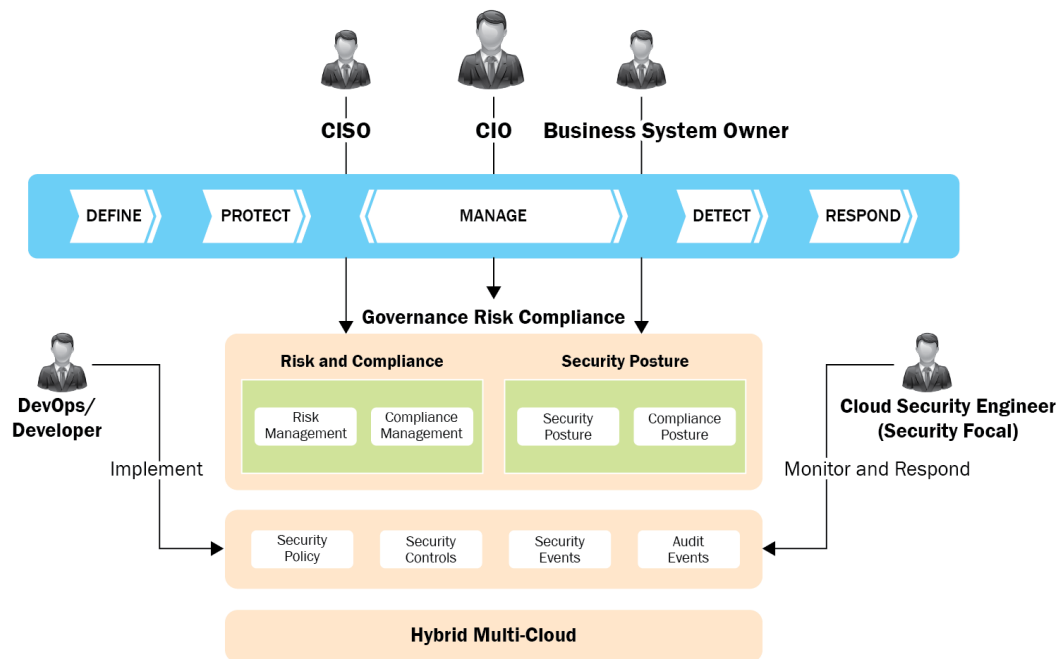 CISO
CIO
Business System Owner
DEFINE
PROTECT
MANAGE
DETECT
RESPOND
Governance Risk Compliance
Risk and Compliance
Security Posture
Risk
Management
Compliance
Management
Security
Posture
Compliance
Posture
DevOps/
Developer
Implement
Cloud Security Engineer
(Security Focal)
Monitor and Respond
Security
Policy
Security
Controls
Security
Events
Audit
Events
Hybrid Multi-Cloud